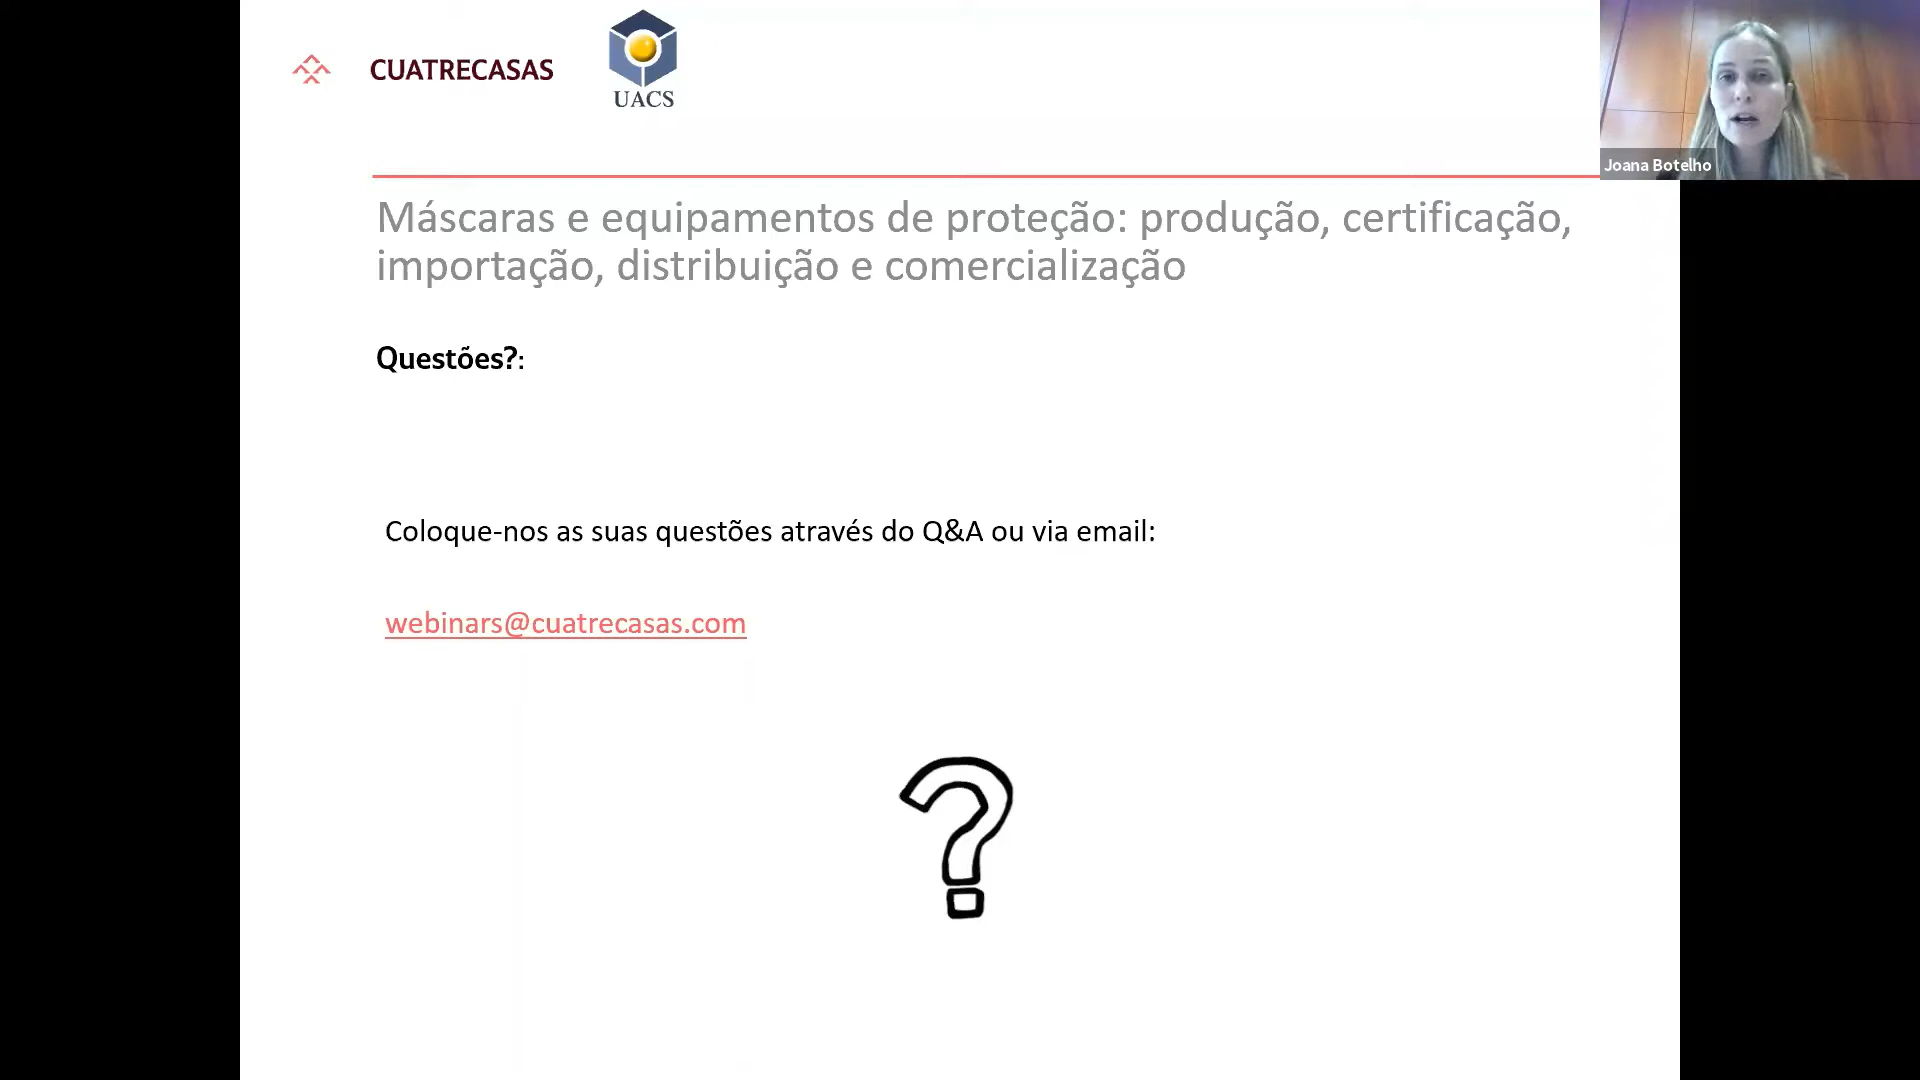 CUATRECASAS
UACS
Joana Botelho
Máscaras e equipamentos de proteção: produção, certificação,
importação, distribuição e comercialização
Questões?:
Coloque-nos as suas questões através do Q&A ou via email:
webinars@cuatrecasas.com
?